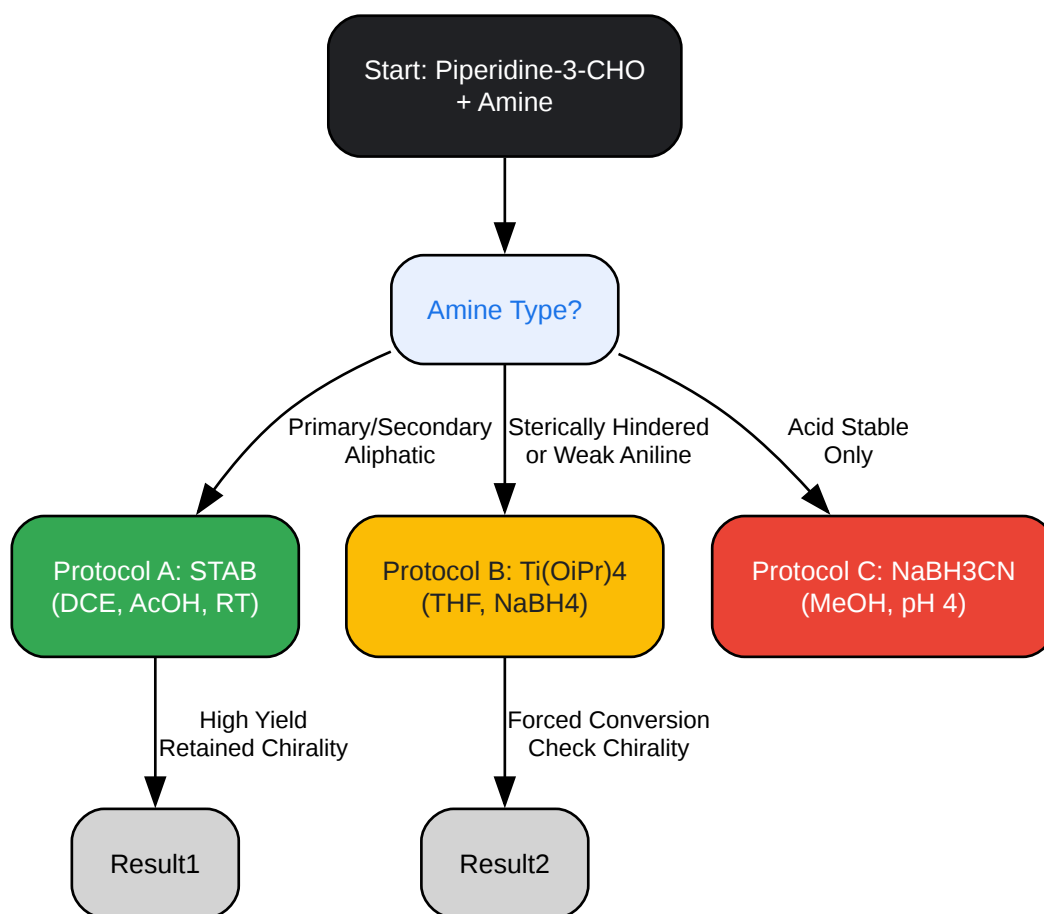 Start: Piperidine-3-CHO
+ Amine
Amine Type?
Primary/Secondary
Aliphatic
Sterically Hindered
or Weak Aniline
Acid Stable
Only
Protocol A: STAB
(DCE, AcOH, RT)
Protocol B: Ti(OiPr)4
(THF, NaBH4)
Protocol C: NaBH3CN
(MeOH, pH 4)
High Yield
Retained Chirality
Forced Conversion
Check Chirality
Result1
Result2